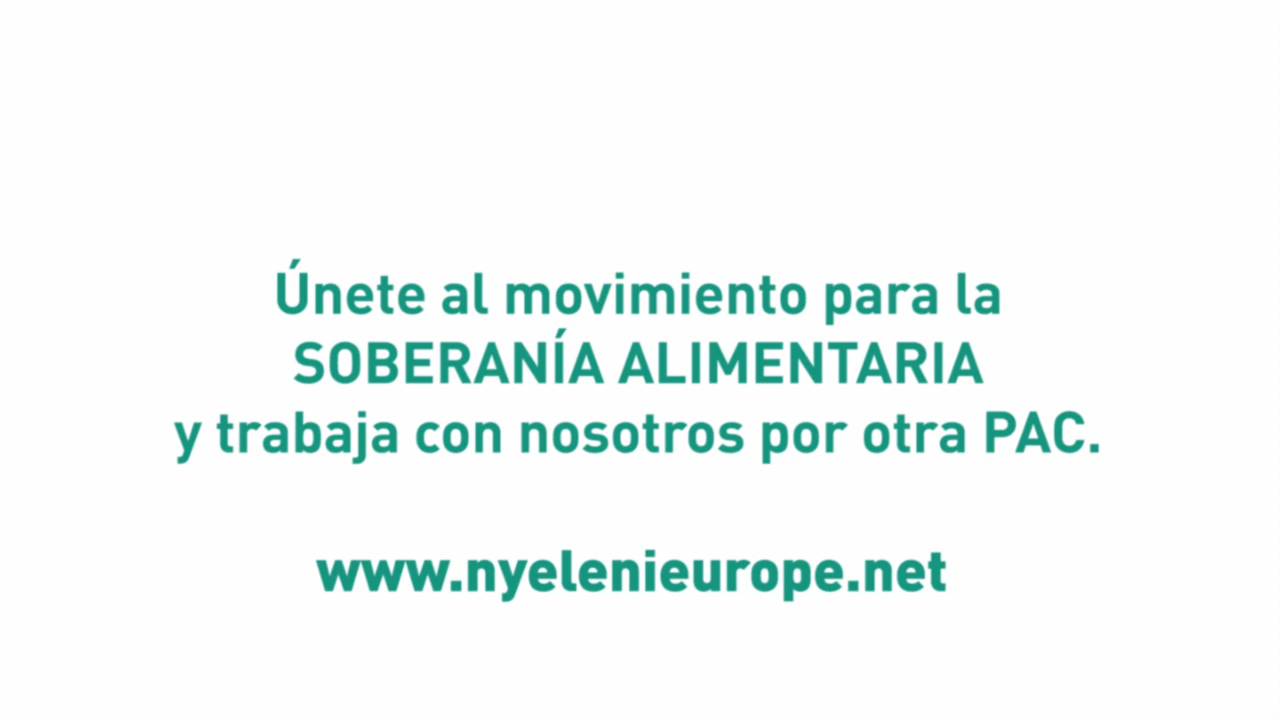 Únete al movimiento para la
SOBERANÍA ALIMENTARIA
y trabaja con nosotros por otra PAC.
www.nyelenieurope.net